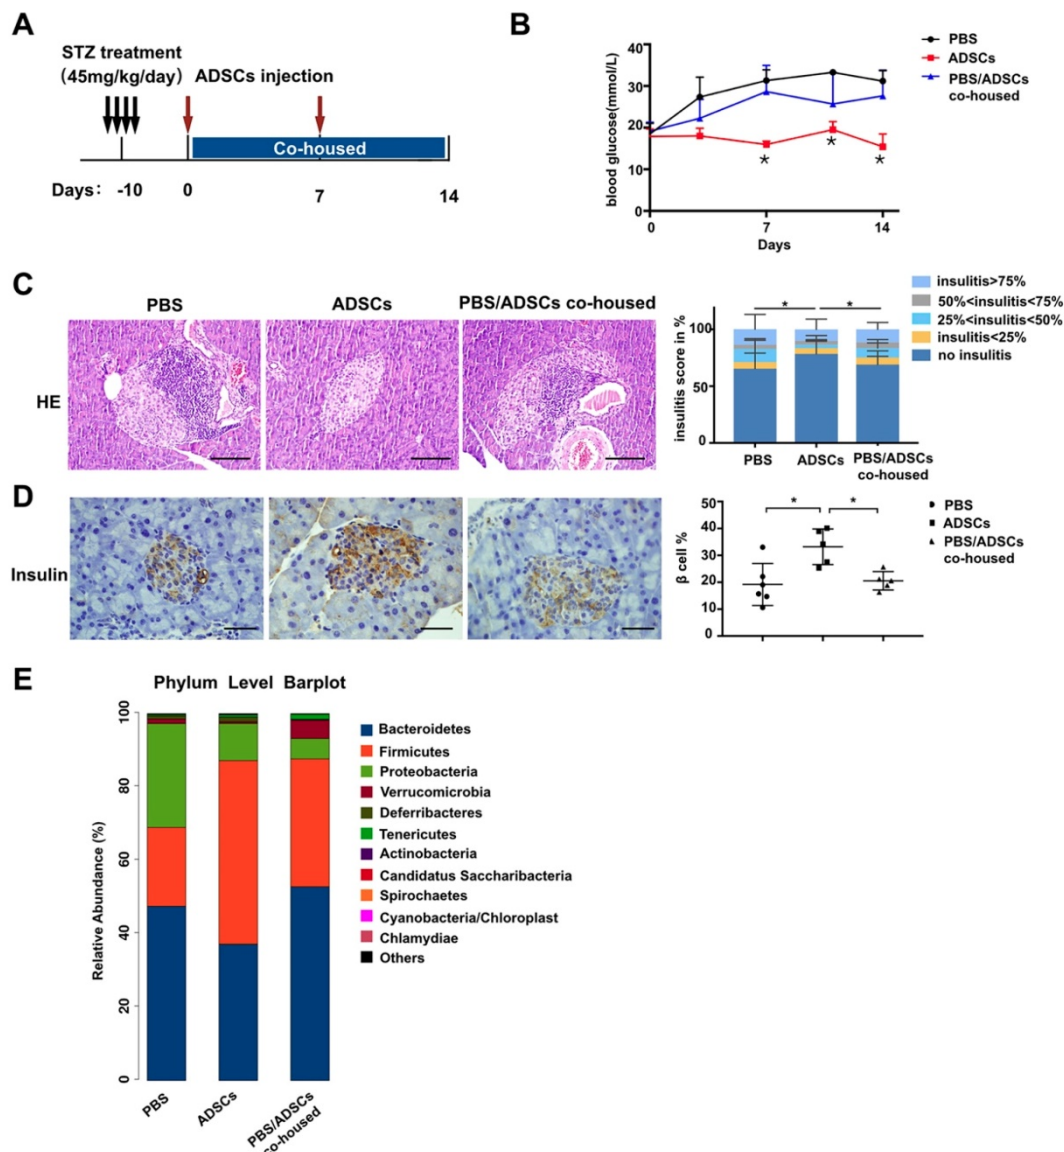 A
STZ treatment
(45mg/kg/day)
ADSCs injection
Co-housed
Days:
-10
0
7
14
B
blood glucose(mmol/L)
40
30
20
10
0
0
7
14
Days
*
*
*
PBS
ADSCs
PBS/ADSCs
co-housed
C
PBS
ADSCs
PBS/ADSCs co-housed
HE
insulitis score in %
100
50
0
*
*
PBS
ADSCs
PBS/ADSCs
co-housed
insulitis>75%
50%<insulitis<75%
25%<insulitis<50%
insulitis<25%
no insulitis
D
Insulin
β cell %
50
40
30
20
10
0
*
*
PBS
ADSCs
PBS/ADSCs
co-housed
E
Phylum Level Barplot
Relative Abundance (%)
100
80
60
40
20
0
PBS
ADSCs
PBS/ADSCs
co-housed
Bacteroidetes
Firmicutes
Proteobacteria
Verrucomicrobia
Deferribacteres
Tenericutes
Actinobacteria
Candidatus Saccharibacteria
Spirochaetes
Cyanobacteria/Chloroplast
Chlamydiae
Others